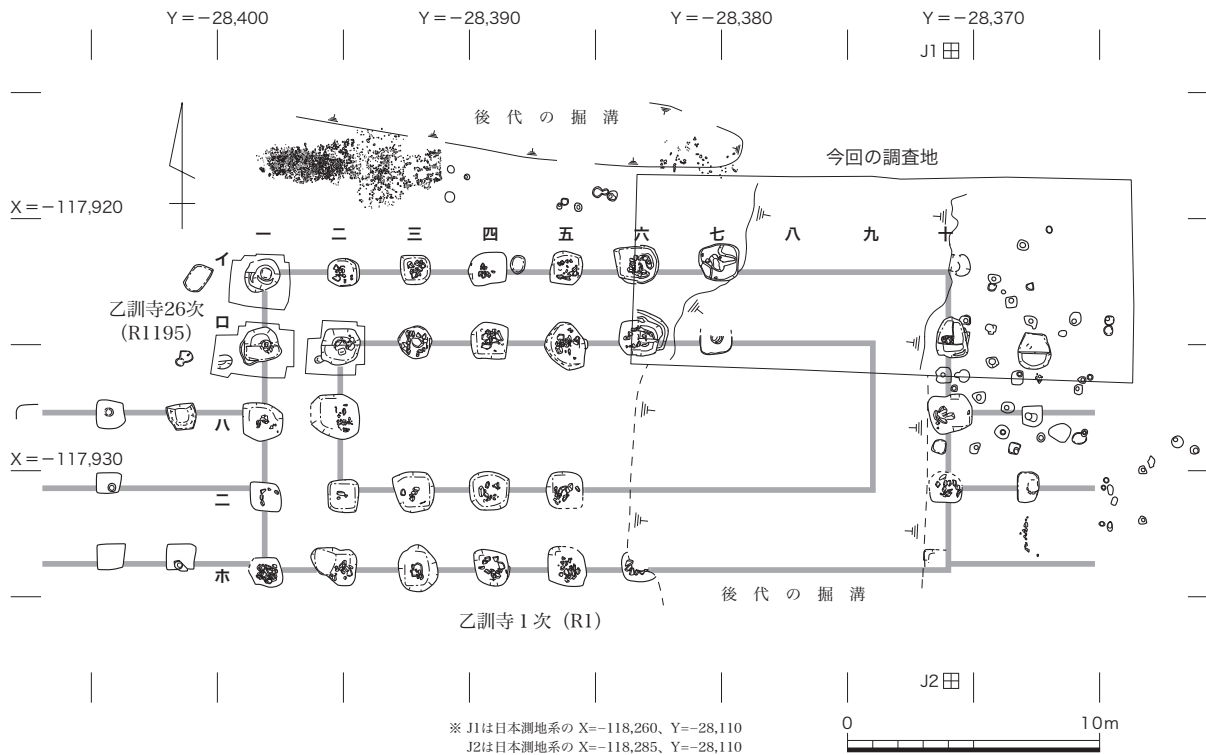 Y＝−28,400
Y＝−28,390
Y＝−28,380
Y＝−28,370
J1
後代の掘溝
今回の調査地
X＝−117,920
一 二 三 四 五 六 七 八 九 十
イ
乙訓寺26次
(R1195)
ロ
ハ
X＝−117,930
ニ
ホ
後代の掘溝
乙訓寺１次（R1）
J2
※ J1は日本測地系の X=−118,260、Y=−28,110
J2は日本測地系の X=−118,285、Y=−28,110
0
10m